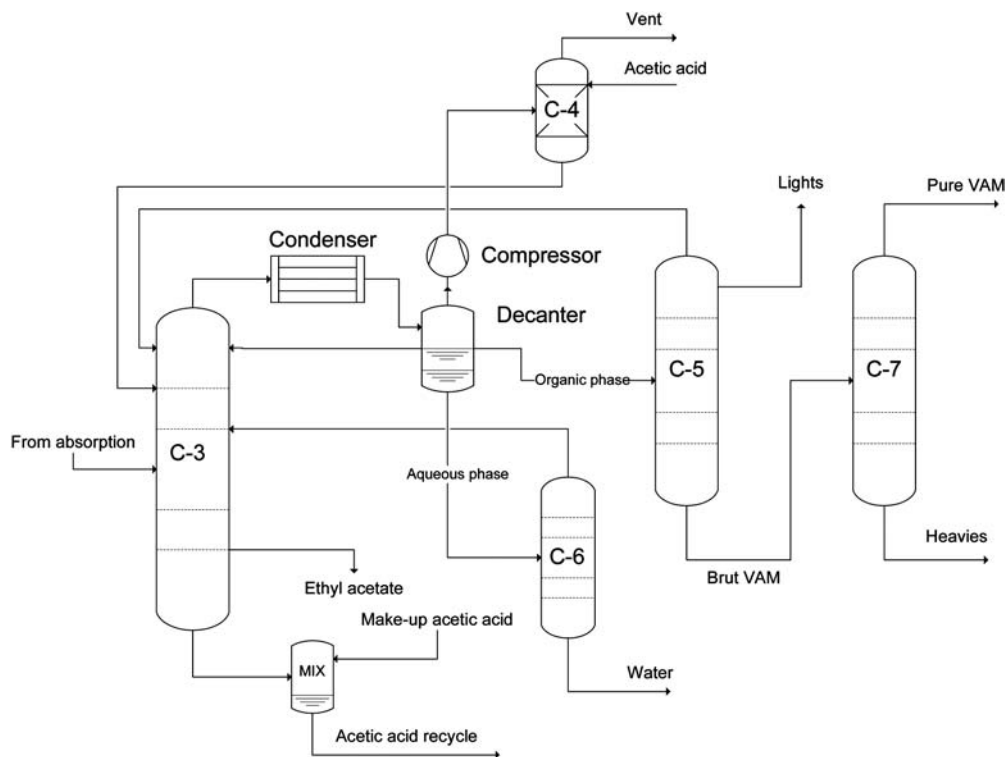 Vent
Acetic acid
C-4
Lights
Pure VAM
Condenser
Compressor
Decanter
Organic phase
C-5
C-7
From absorption
C-3
Aqueous phase
C-6
Ethyl acetate
Brut VAM
Heavies
Make-up acetic acid
MIX
Water
Acetic acid recycle